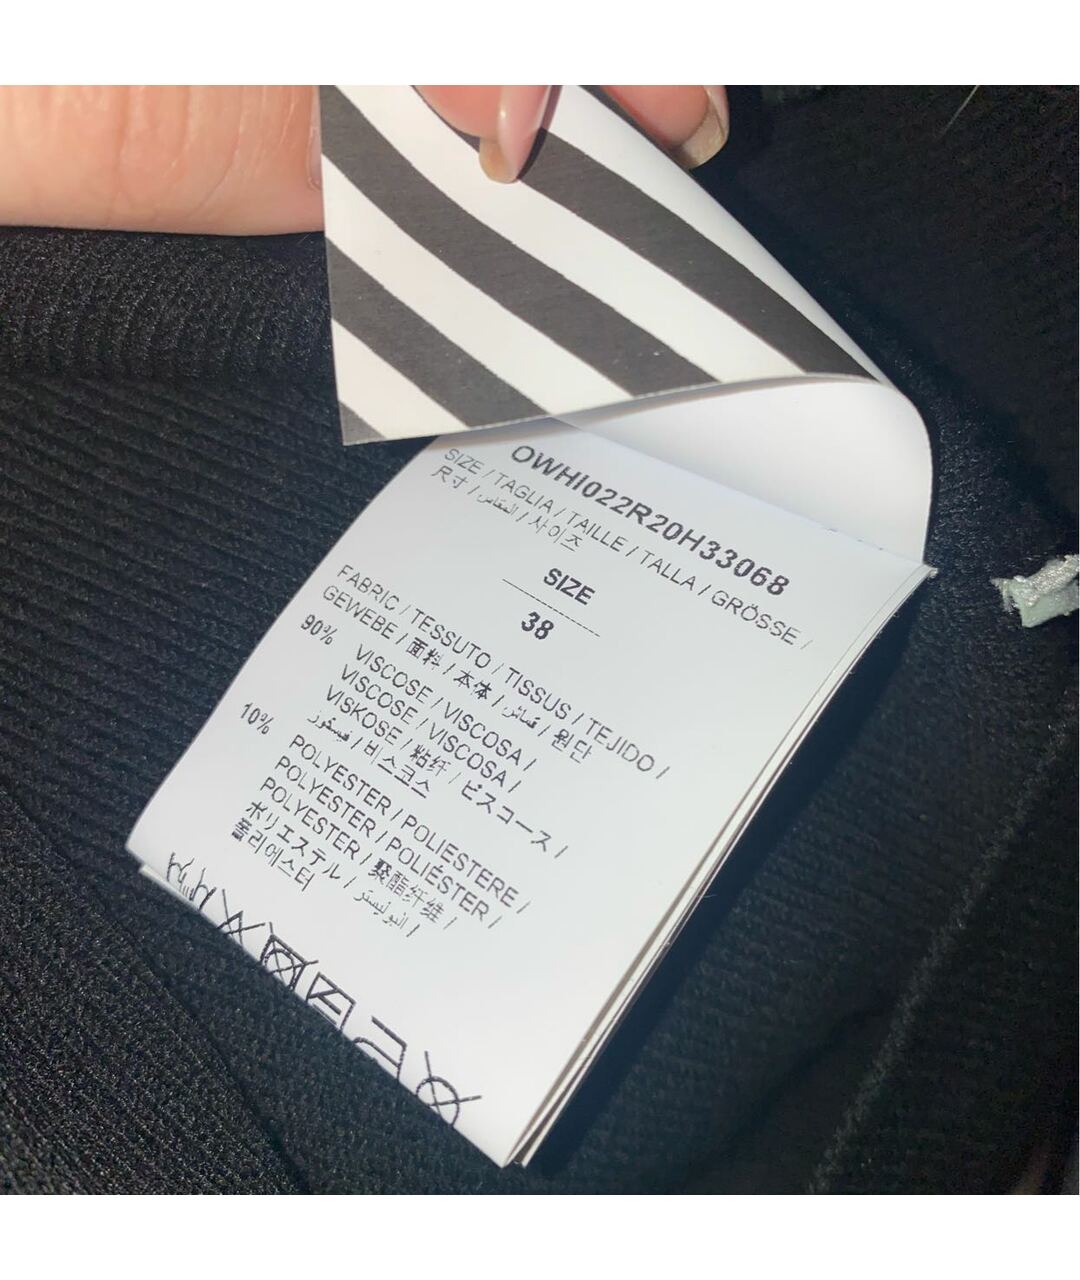 OWHI022R20H33068
SIZE / TAGLIA / TAILLE / TALLA / GRÖSSE /
尺寸 / المقاس / 사이즈
SIZE
38
FABRIC / TESSUTO / TISSUS / TEJIDO /
GEWEBE / 面料 / 本体 / قماش / 원단
90% VISCOSE / VISCOSA /
VISCOSE / VISCOSA /
VISKOSE / 粘纤 / ビスコース /
فيسكوز / 비스코스
10% POLYESTER / POLIESTERE /
POLYESTER / POLIÉSTER /
POLYESTER / 聚酯纤维 /
ポリエステル / البوليستر /
폴리에스터